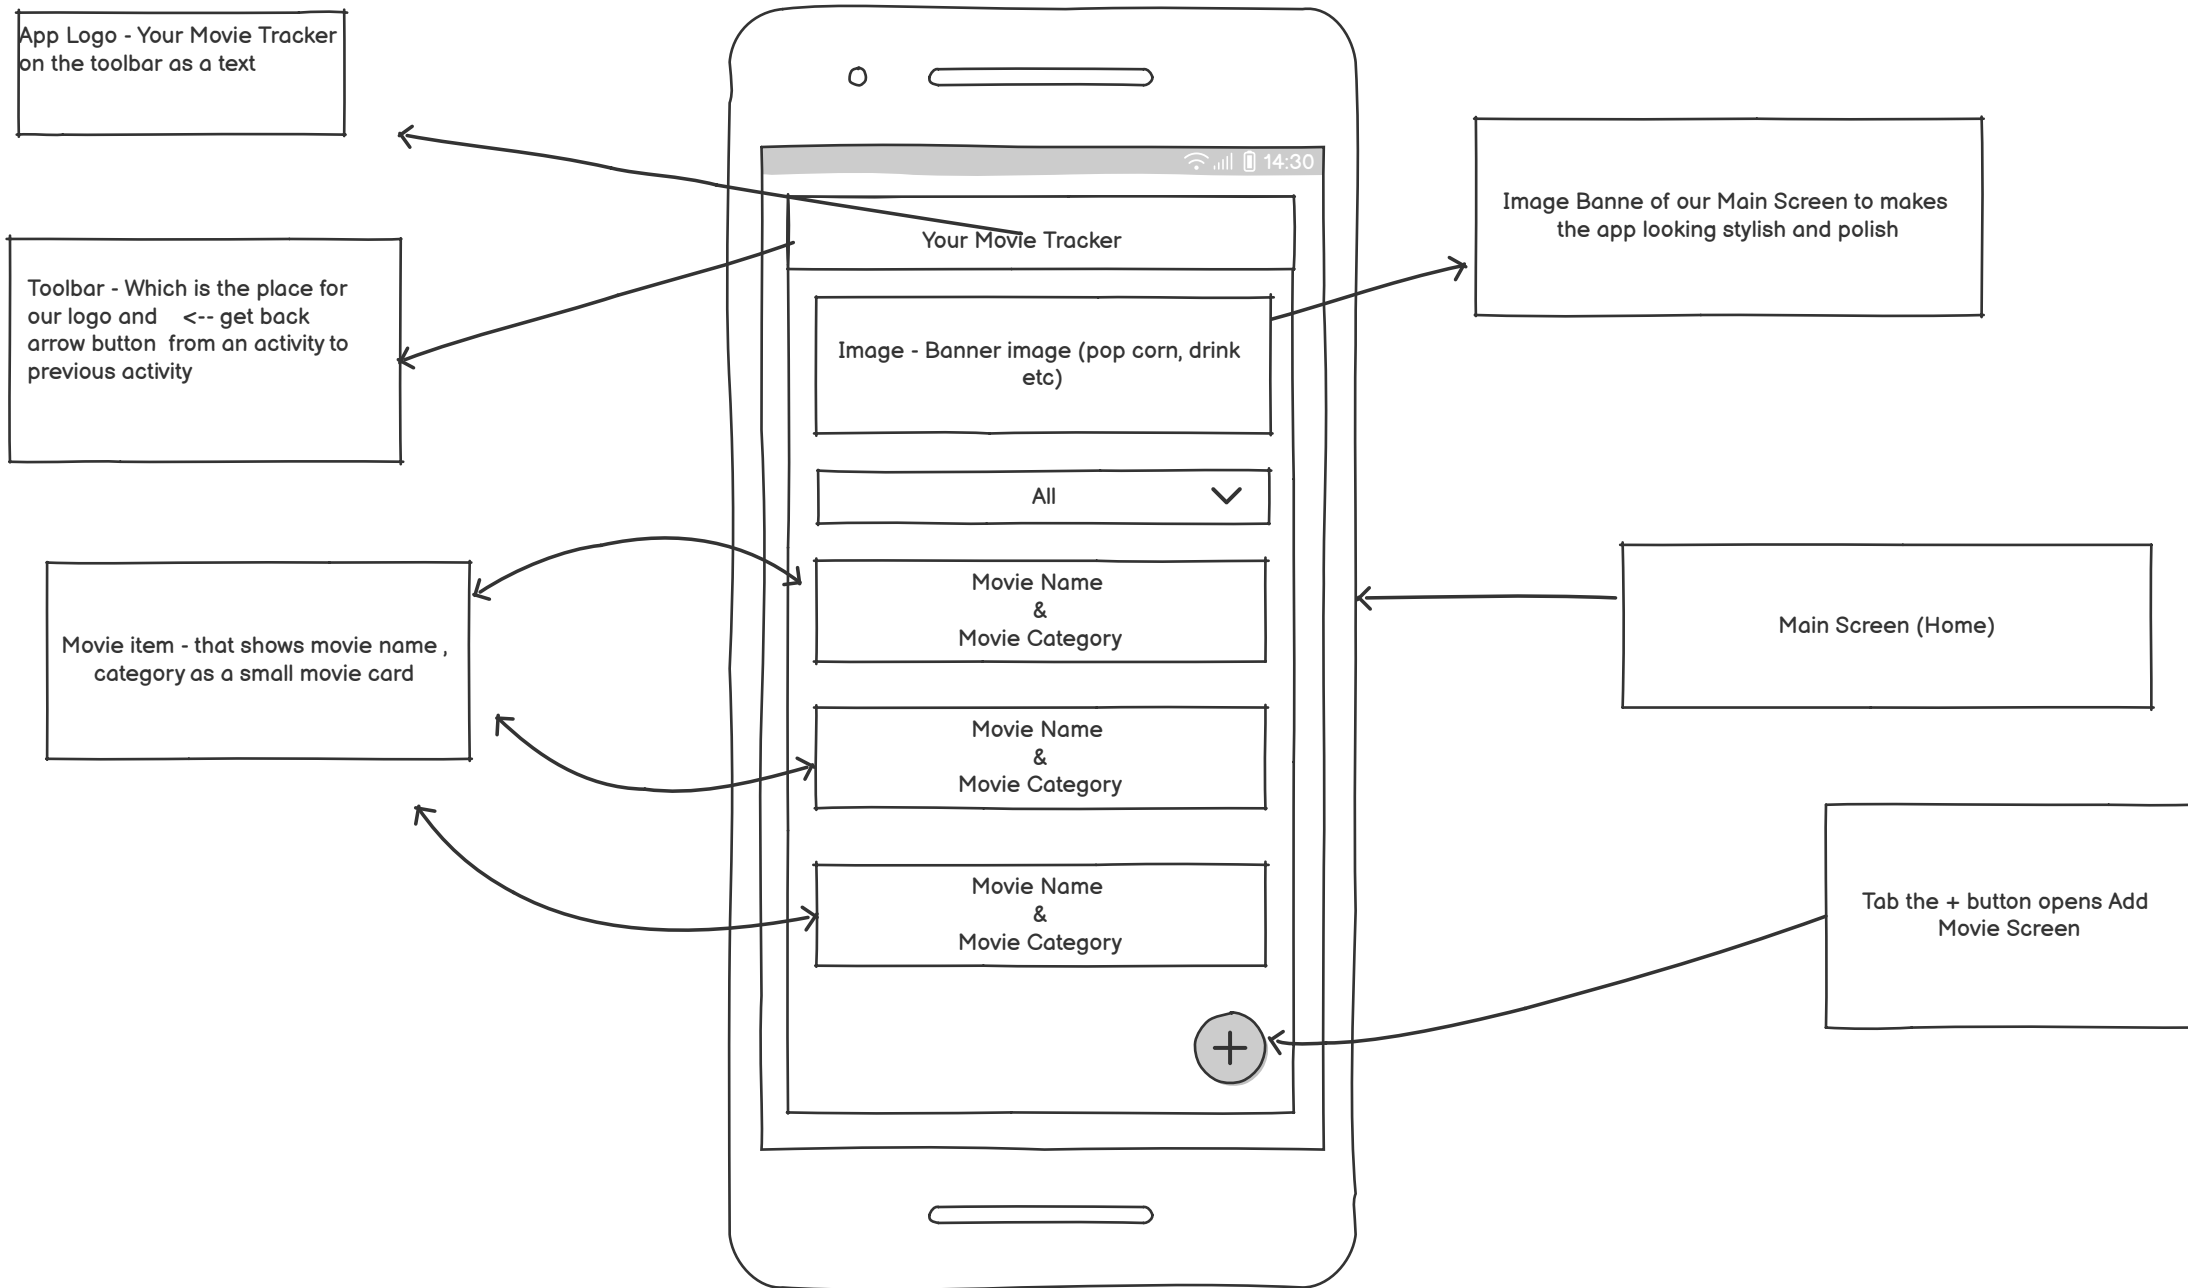 App Logo - Your Movie Tracker
on the toolbar as a text
14:30
Your Movie Tracker
Image Banne of our Main Screen to makes
the app looking stylish and polish
Toolbar - Which is the place for
our logo and <-- get back
arrow button from an activity to
previous activity
Image - Banner image (pop corn, drink
etc)
All
Movie Name
&
Movie Category
Main Screen (Home)
Movie item - that shows movie name ,
category as a small movie card
Movie Name
&
Movie Category
Movie Name
&
Movie Category
Tab the + button opens Add
Movie Screen
+